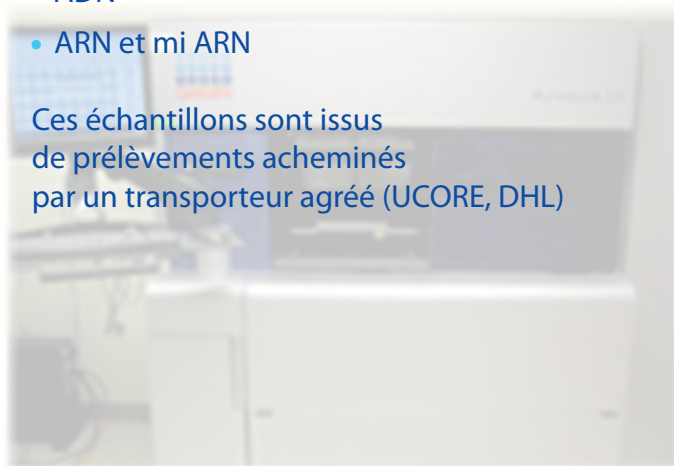 • ARN et mi ARN
Ces échantillons sont issus
de prélèvements acheminés
par un transporteur agréé (UCORE, DHL)